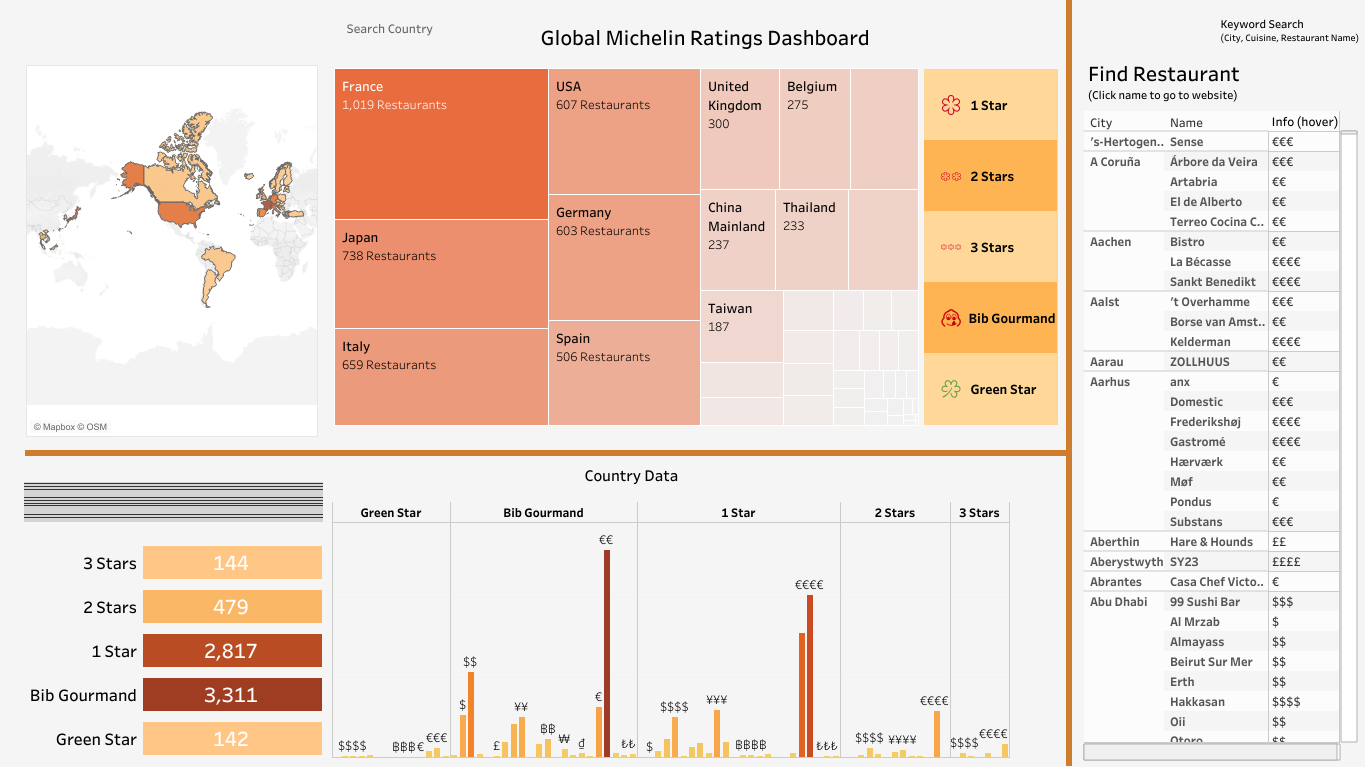 Search Country
Global Michelin Ratings Dashboard
Keyword Search
(City, Cuisine, Restaurant Name)
© Mapbox © OSM
France
1,019 Restaurants
Japan
738 Restaurants
Italy
659 Restaurants
USA
607 Restaurants
Germany
603 Restaurants
Spain
506 Restaurants
United
Kingdom
300
Belgium
275
China
Mainland
237
Thailand
233
Taiwan
187
1 Star
2 Stars
3 Stars
Bib Gourmand
Green Star
Country Data
3 Stars 144
2 Stars 479
1 Star 2,817
Bib Gourmand 3,311
Green Star 142
Green Star Bib Gourmand 1 Star 2 Stars 3 Stars
$$$$ ฿฿฿€ €€€
$ $$ £ ¥¥ ฿฿ ₩ ₫ € €€ ₺₺
$ $$$$ ¥¥¥ ฿฿฿฿ €€€€ ₺₺₺
$$$$ ¥¥¥¥ €€€€
$$$$ €€€€
Find Restaurant
(Click name to go to website)
City Name Info (hover)
's-Hertogen.. Sense €€€
A Coruña Árbore da Veira €€€
Artabria €€
El de Alberto €€
Terreo Cocina C.. €€
Aachen Bistro €€
La Bécasse €€€€
Sankt Benedikt €€€€
Aalst 't Overhamme €€€
Borse van Amst.. €€
Kelderman €€€€
Aarau ZOLLHUUS €€
Aarhus anx €
Domestic €€€
Frederikshøj €€€€
Gastromé €€€€
Hærværk €€
Møf €€
Pondus €
Substans €€€
Aberthin Hare & Hounds ££
Aberystwyth SY23 ££££
Abrantes Casa Chef Victo.. €
Abu Dhabi 99 Sushi Bar $$$
Al Mrzab $
Almayass $$
Beirut Sur Mer $$
Erth $$
Hakkasan $$$$
Oii $$
Otoro $$